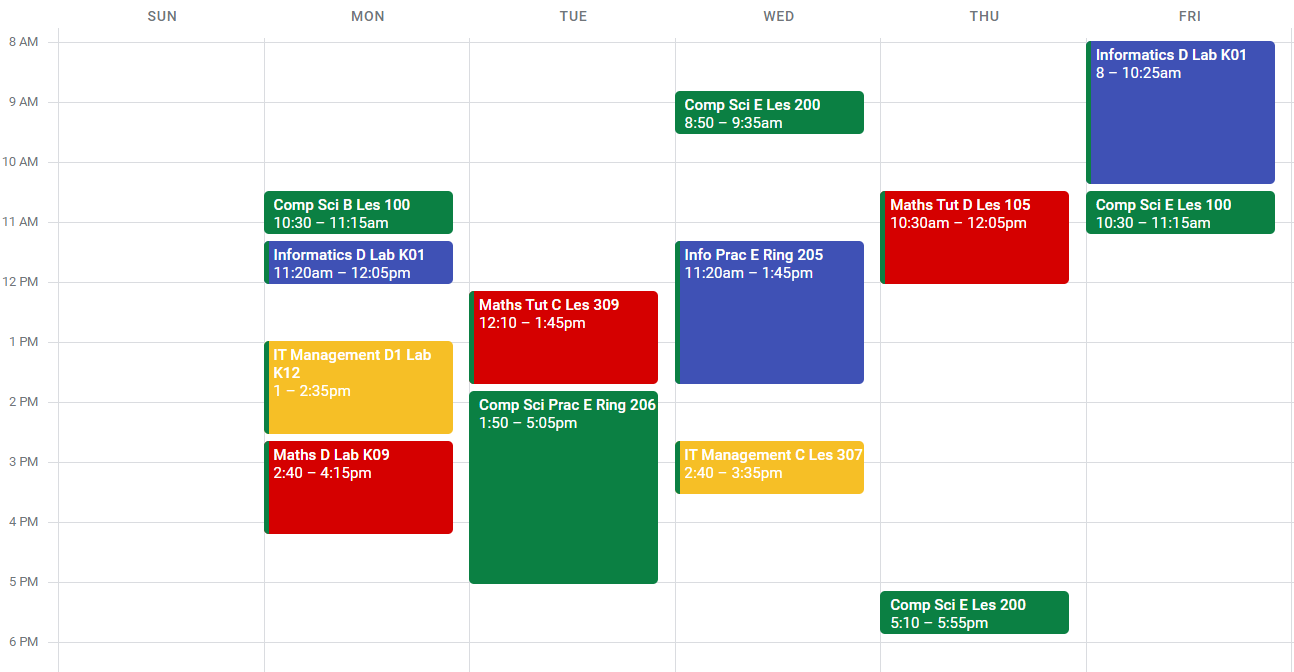 SUN
MON
TUE
WED
THU
FRI
8 AM
9 AM
10 AM
11 AM
12 PM
1 PM
2 PM
3 PM
4 PM
5 PM
6 PM
Comp Sci B Les 100
10:30 – 11:15am
Informatics D Lab K01
11:20am – 12:05pm
IT Management D1 Lab
K12
1 – 2:35pm
Maths D Lab K09
2:40 – 4:15pm
Maths Tut C Les 309
12:10 – 1:45pm
Comp Sci Prac E Ring 206
1:50 – 5:05pm
Comp Sci E Les 200
8:50 – 9:35am
Info Prac E Ring 205
11:20am – 1:45pm
IT Management C Les 307
2:40 – 3:35pm
Maths Tut D Les 105
10:30am – 12:05pm
Comp Sci E Les 200
5:10 – 5:55pm
Informatics D Lab K01
8 – 10:25am
Comp Sci E Les 100
10:30 – 11:15am